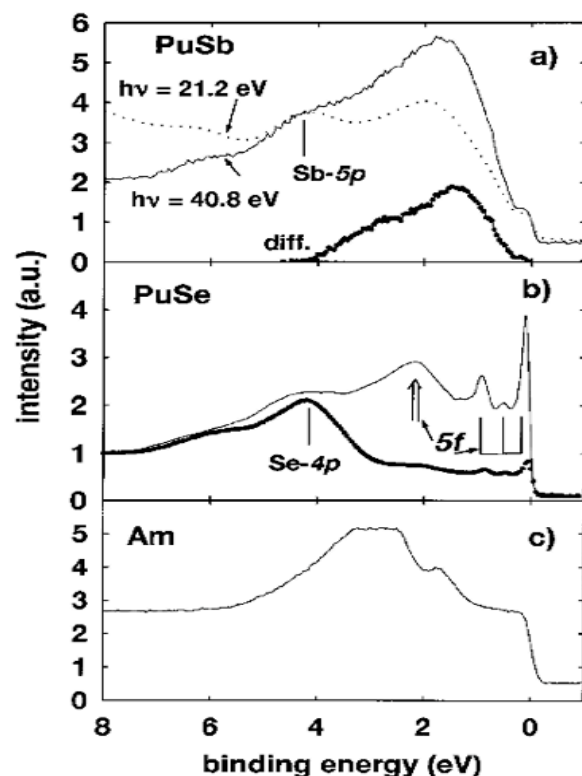 6
PuSb
a)
5
hν = 21.2 eV
4
3
Sb-5p
2
hν = 40.8 eV
1
diff.
0
intensity (a.u.)
PuSe
b)
4
3
2
5f
Se-4p
1
0
Am
c)
5
4
3
2
1
0
8 6 4 2 0
binding energy (eV)